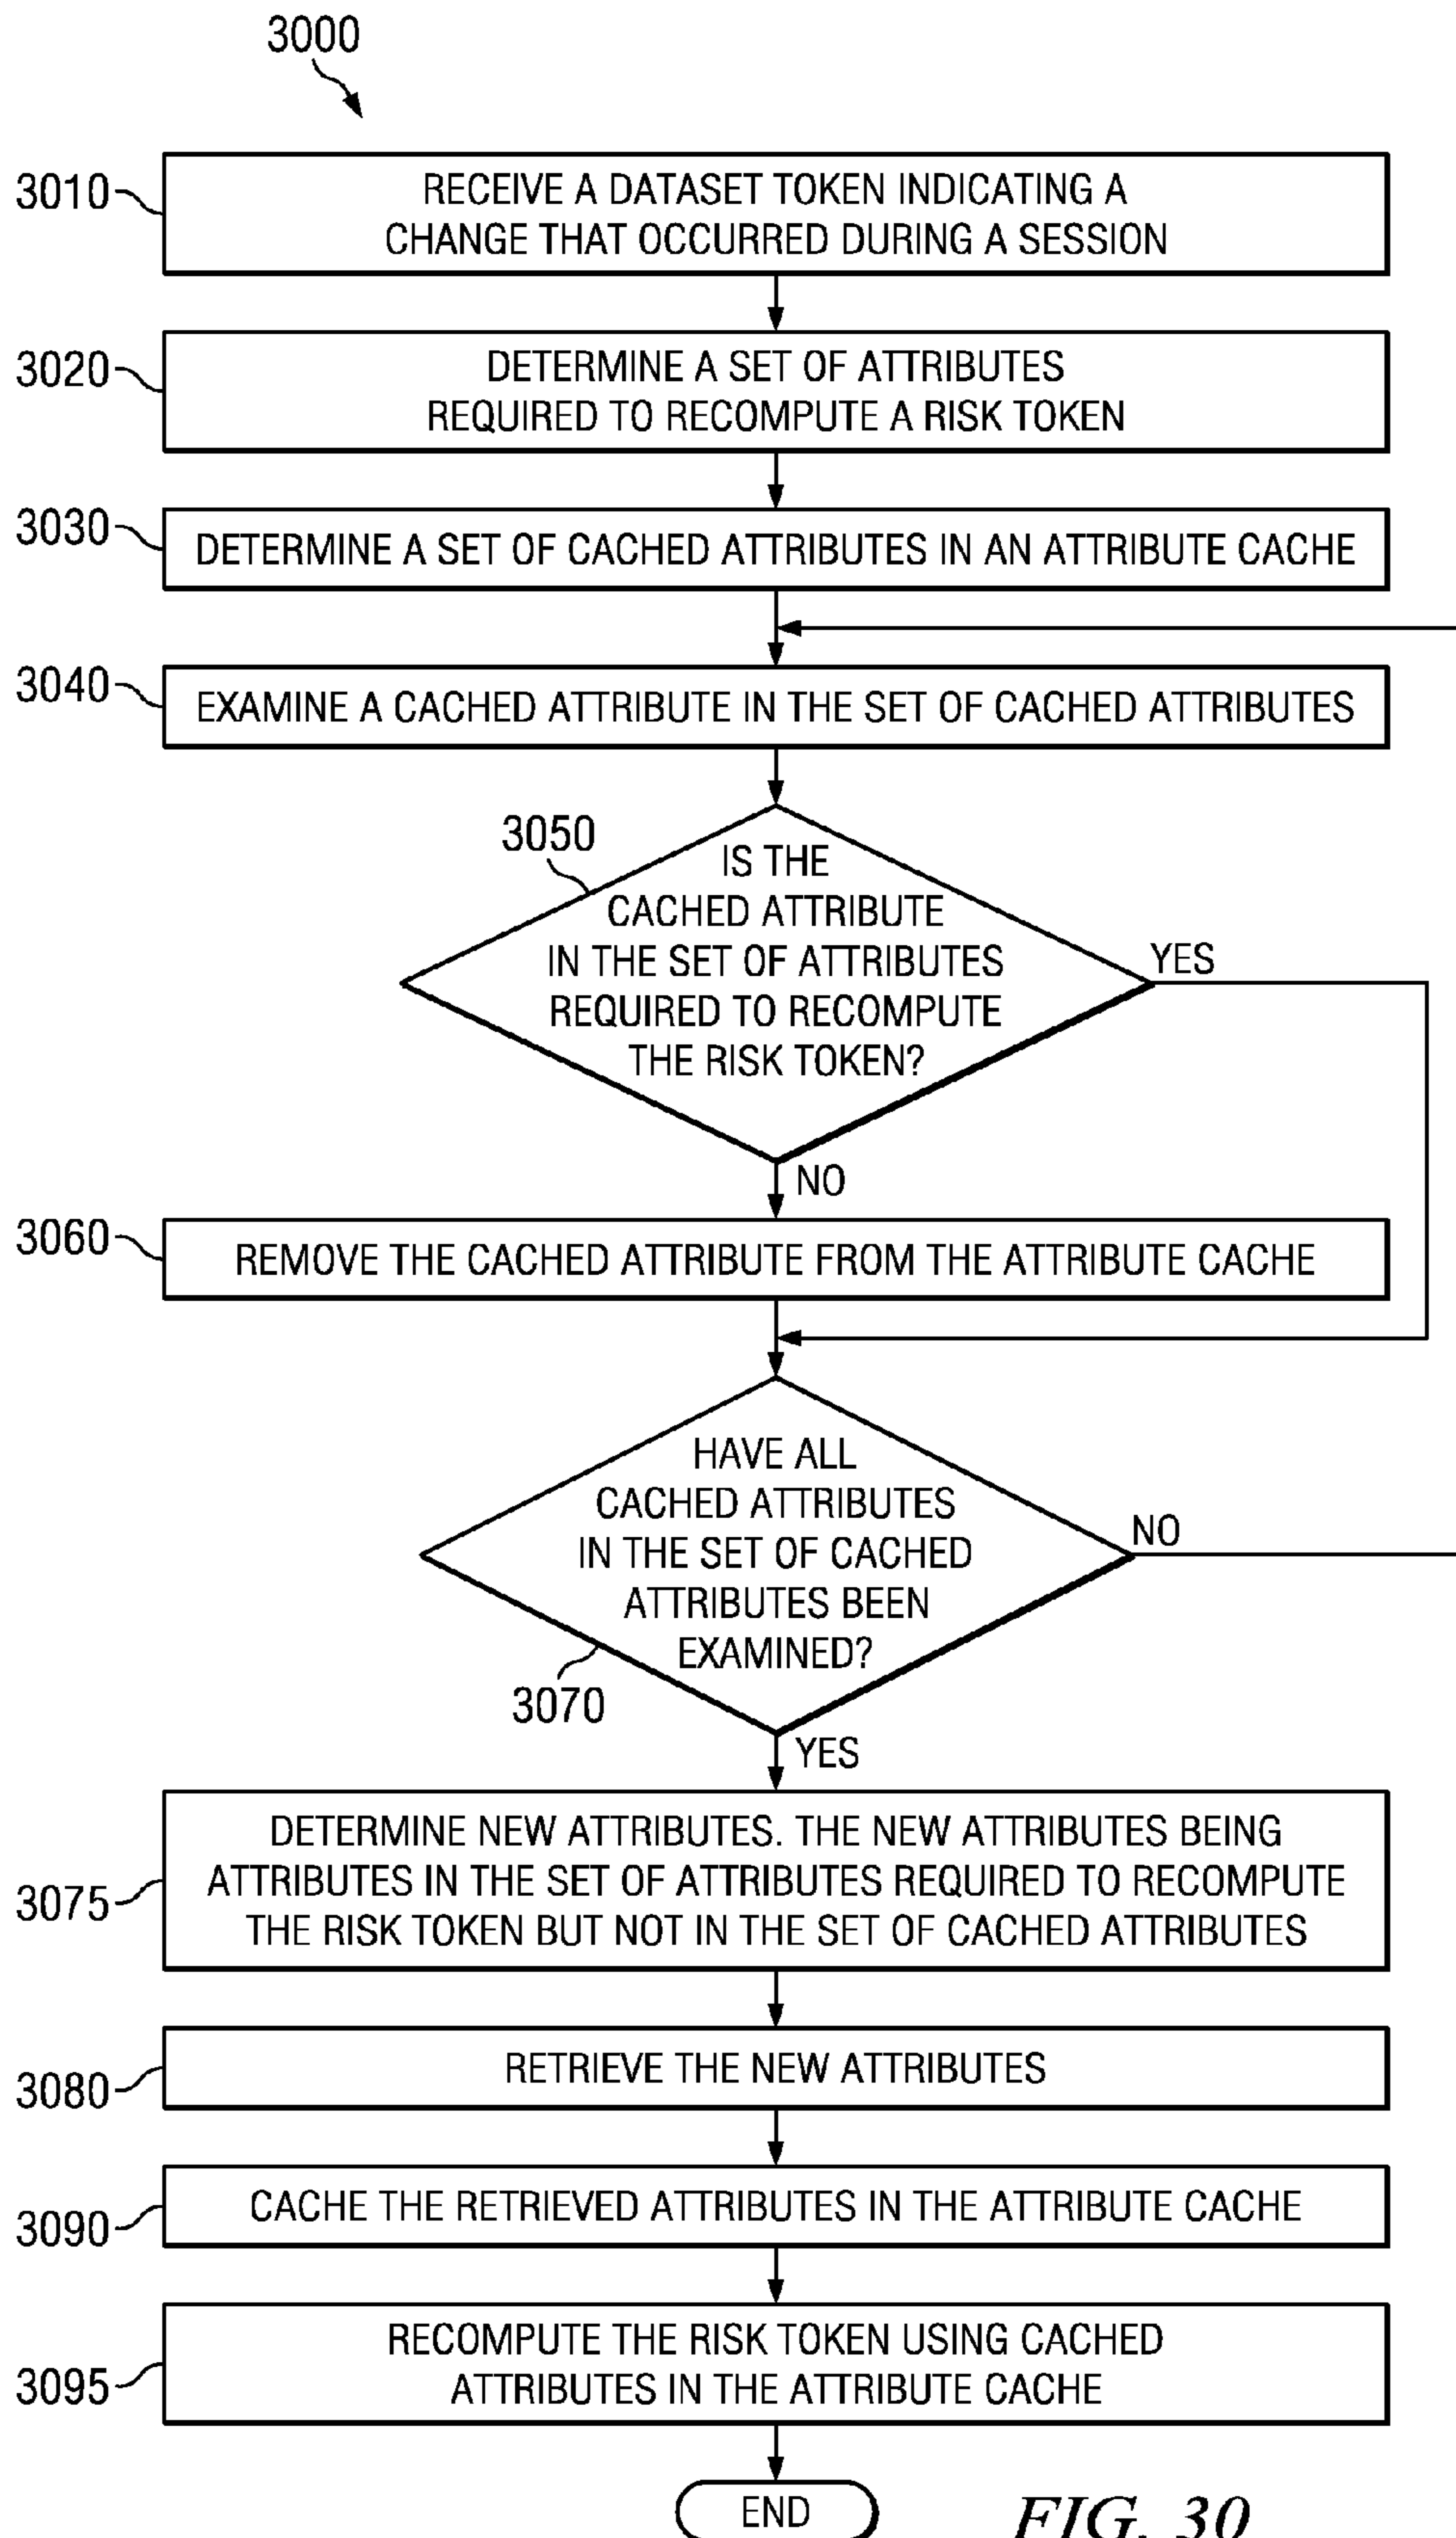 3000
3010
RECEIVE A DATASET TOKEN INDICATING A
CHANGE THAT OCCURRED DURING A SESSION
3020
DETERMINE A SET OF ATTRIBUTES
REQUIRED TO RECOMPUTE A RISK TOKEN
3030
DETERMINE A SET OF CACHED ATTRIBUTES IN AN ATTRIBUTE CACHE
3040
EXAMINE A CACHED ATTRIBUTE IN THE SET OF CACHED ATTRIBUTES
3050
IS THE
CACHED ATTRIBUTE
IN THE SET OF ATTRIBUTES
REQUIRED TO RECOMPUTE
THE RISK TOKEN?
YES
NO
3060
REMOVE THE CACHED ATTRIBUTE FROM THE ATTRIBUTE CACHE
HAVE ALL
CACHED ATTRIBUTES
IN THE SET OF CACHED
ATTRIBUTES BEEN
EXAMINED?
NO
3070
YES
3075
DETERMINE NEW ATTRIBUTES. THE NEW ATTRIBUTES BEING
ATTRIBUTES IN THE SET OF ATTRIBUTES REQUIRED TO RECOMPUTE
THE RISK TOKEN BUT NOT IN THE SET OF CACHED ATTRIBUTES
3080
RETRIEVE THE NEW ATTRIBUTES
3090
CACHE THE RETRIEVED ATTRIBUTES IN THE ATTRIBUTE CACHE
3095
RECOMPUTE THE RISK TOKEN USING CACHED
ATTRIBUTES IN THE ATTRIBUTE CACHE
END
FIG. 30